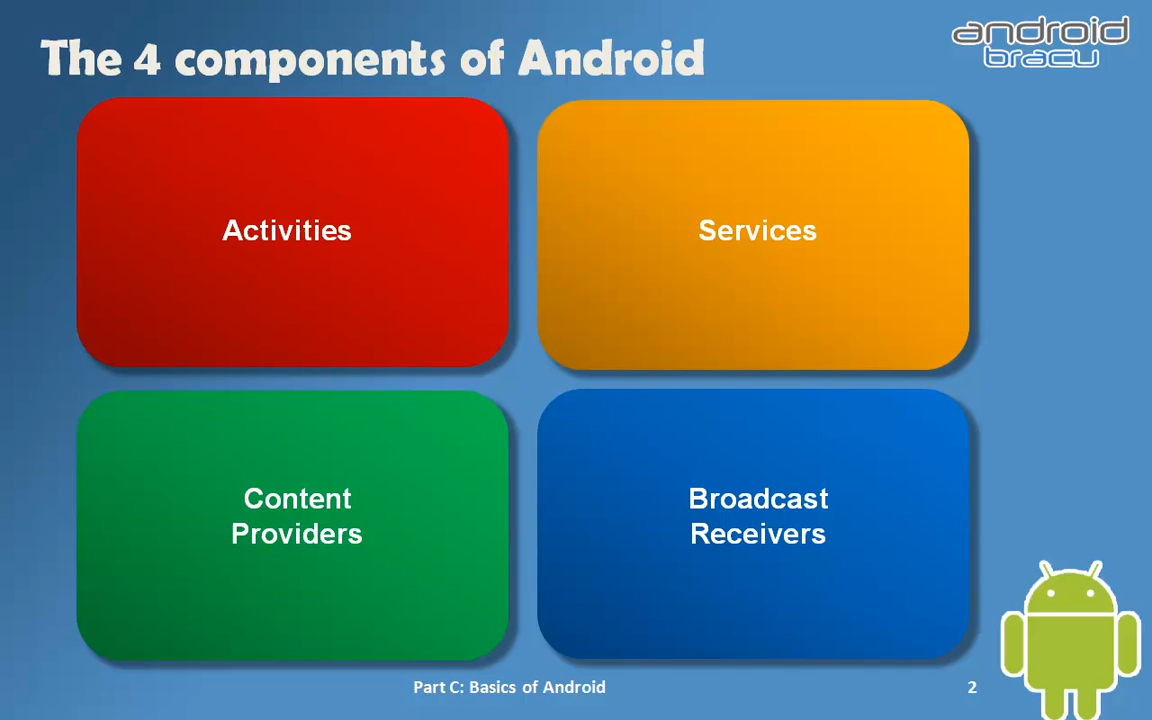 The 4 components of Android
android
bracu
Activities
Services
Content
Providers
Broadcast
Receivers
Part C: Basics of Android
2